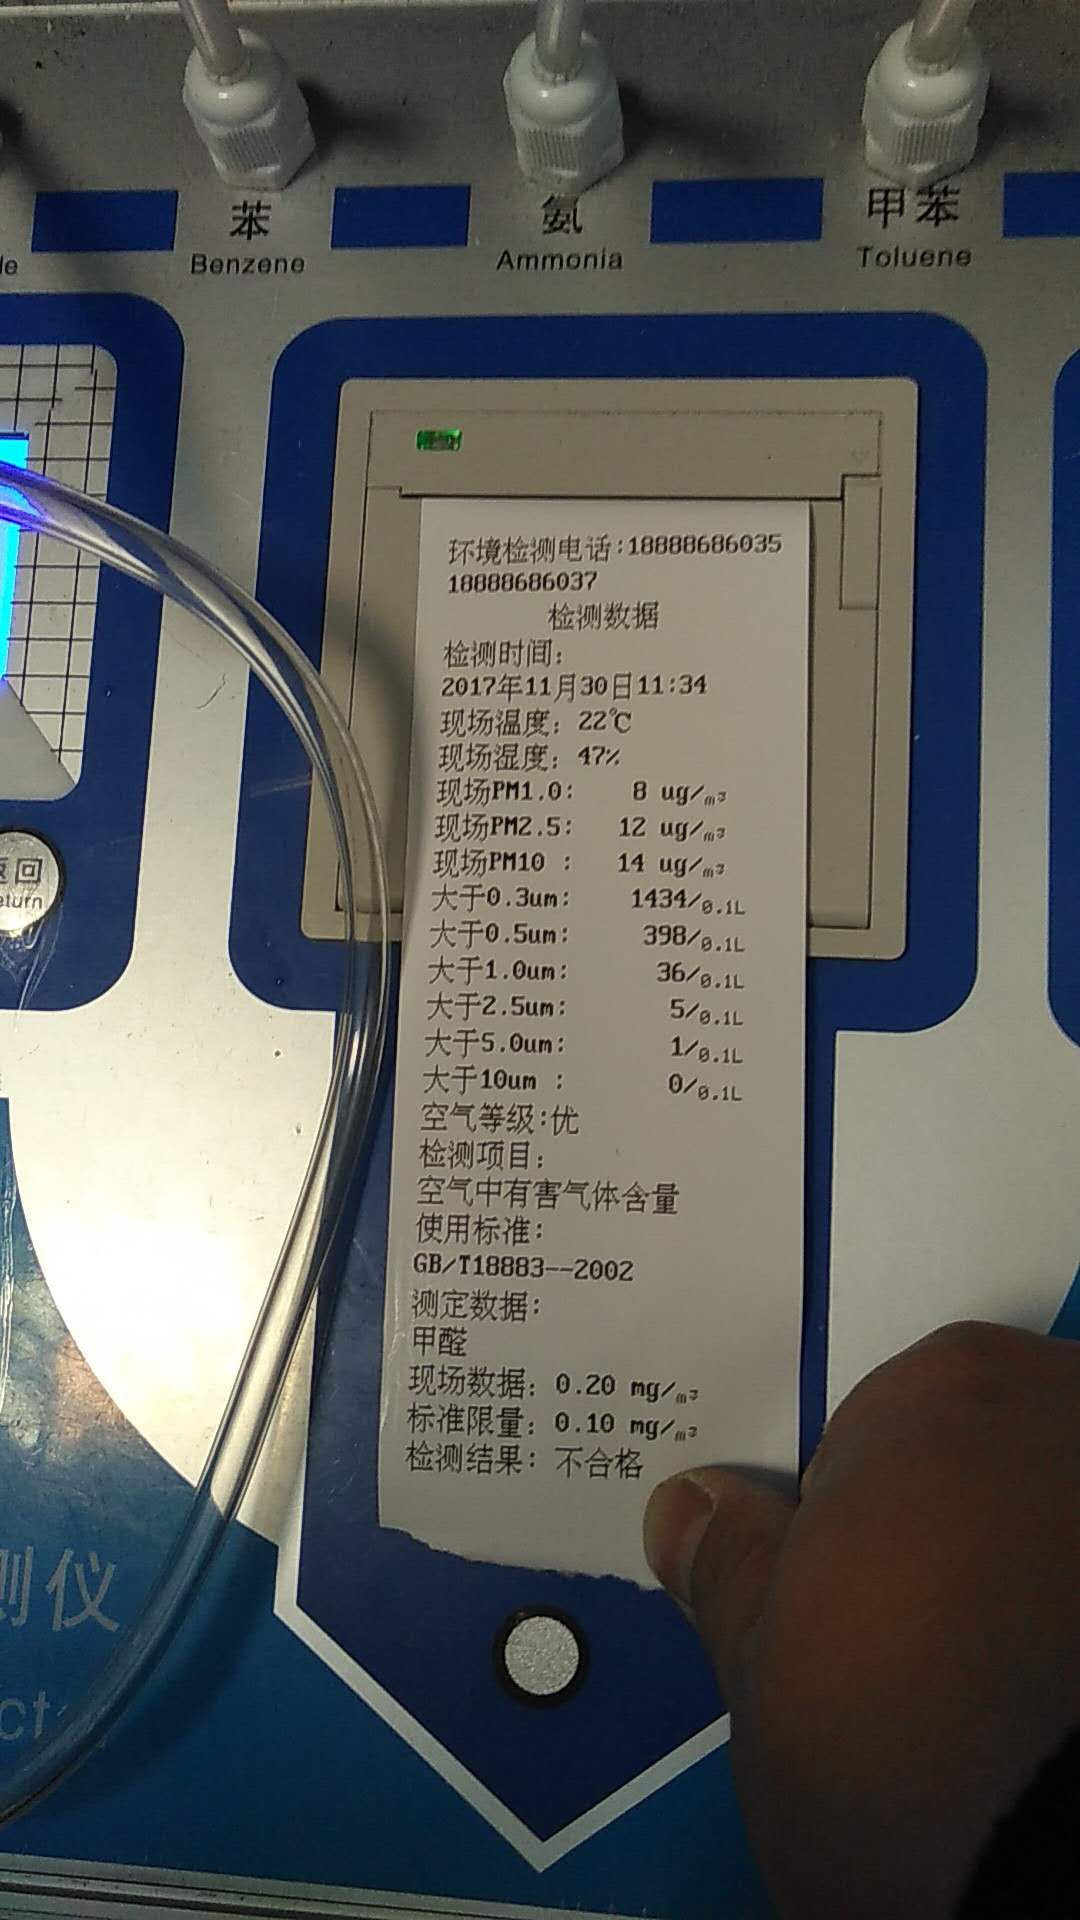 苯
Benzene
氨
Ammonia
甲苯
Toluene
环境检测电话:18888686035
18888686037
检测数据
检测时间:
2017年11月30日11:34
现场温度: 22℃
现场湿度: 47%
现场PM1.0: 8 ug/m³
现场PM2.5: 12 ug/m³
现场PM10 : 14 ug/m³
大于0.3um: 1434/0.1L
大于0.5um: 398/0.1L
大于1.0um: 36/0.1L
大于2.5um: 5/0.1L
大于5.0um: 1/0.1L
大于10um : 0/0.1L
空气等级:优
检测项目:
空气中有害气体含量
使用标准:
GB/T18883--2002
测定数据:
甲醛
现场数据: 0.20 mg/m³
标准限量: 0.10 mg/m³
检测结果: 不合格
返回
测仪